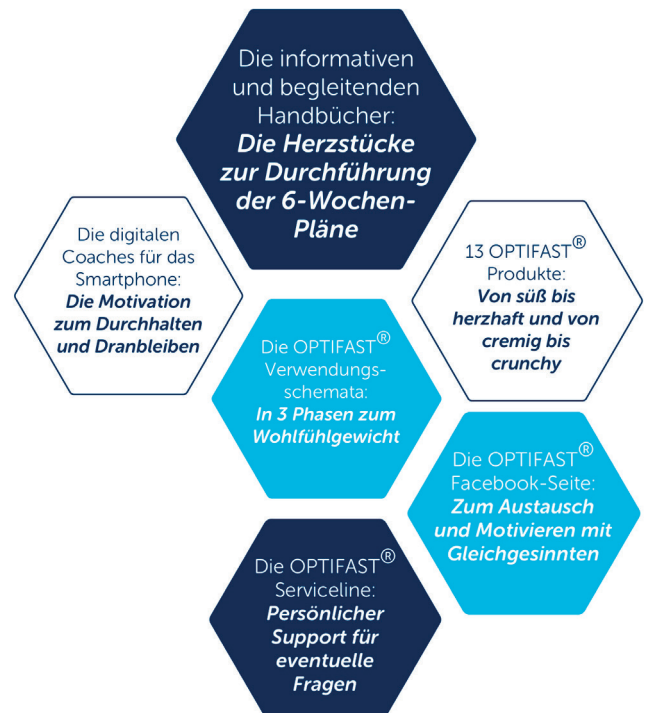 Die informativen
und begleitenden
Handbücher:
Die Herzstücke
zur Durchführung
der 6-Wochen-
Pläne
Die digitalen
Coaches für das
Smartphone:
Die Motivation
zum Durchhalten
und Dranbleiben
13 OPTIFAST®
Produkte:
Von süß bis
herzhaft und von
cremig bis
crunchy
Die OPTIFAST®
Verwendungs-
schemata:
In 3 Phasen zum
Wohlfühlgewicht
Die OPTIFAST®
Facebook-Seite:
Zum Austausch
und Motivieren mit
Gleichgesinnten
Die OPTIFAST®
Serviceline:
Persönlicher
Support für
eventuelle
Fragen